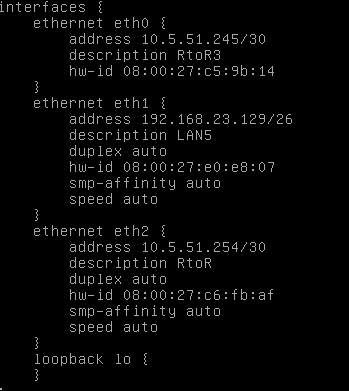 interfaces {
    ethernet eth0 {
        address 10.5.51.245/30
        description RtoR3
        hw-id 08:00:27:c5:9b:14
    }
    ethernet eth1 {
        address 192.168.23.129/26
        description LAN5
        duplex auto
        hw-id 08:00:27:e0:e8:07
        smp-affinity auto
        speed auto
    }
    ethernet eth2 {
        address 10.5.51.254/30
        description RtoR
        duplex auto
        hw-id 08:00:27:c6:fb:af
        smp-affinity auto
        speed auto
    }
    loopback lo {
    }